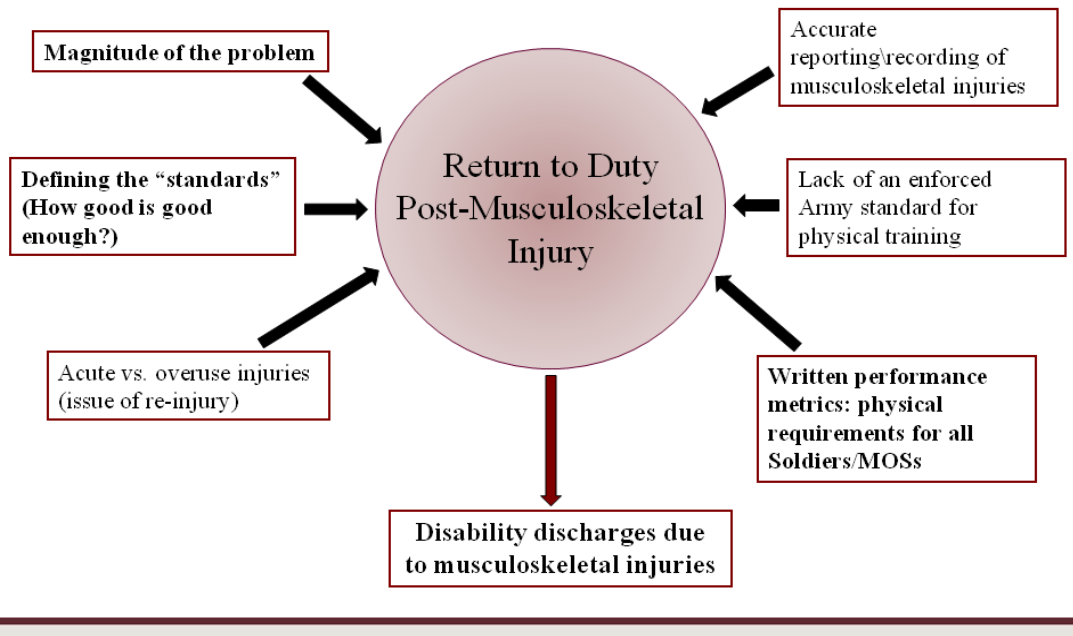 Magnitude of the problem
Accurate
reporting\recording of
musculoskeletal injuries
Defining the “standards”
(How good is good
enough?)
Return to Duty
Post-Musculoskeletal
Injury
Lack of an enforced
Army standard for
physical training
Acute vs. overuse injuries
(issue of re-injury)
Written performance
metrics: physical
requirements for all
Soldiers/MOSs
Disability discharges due
to musculoskeletal injuries